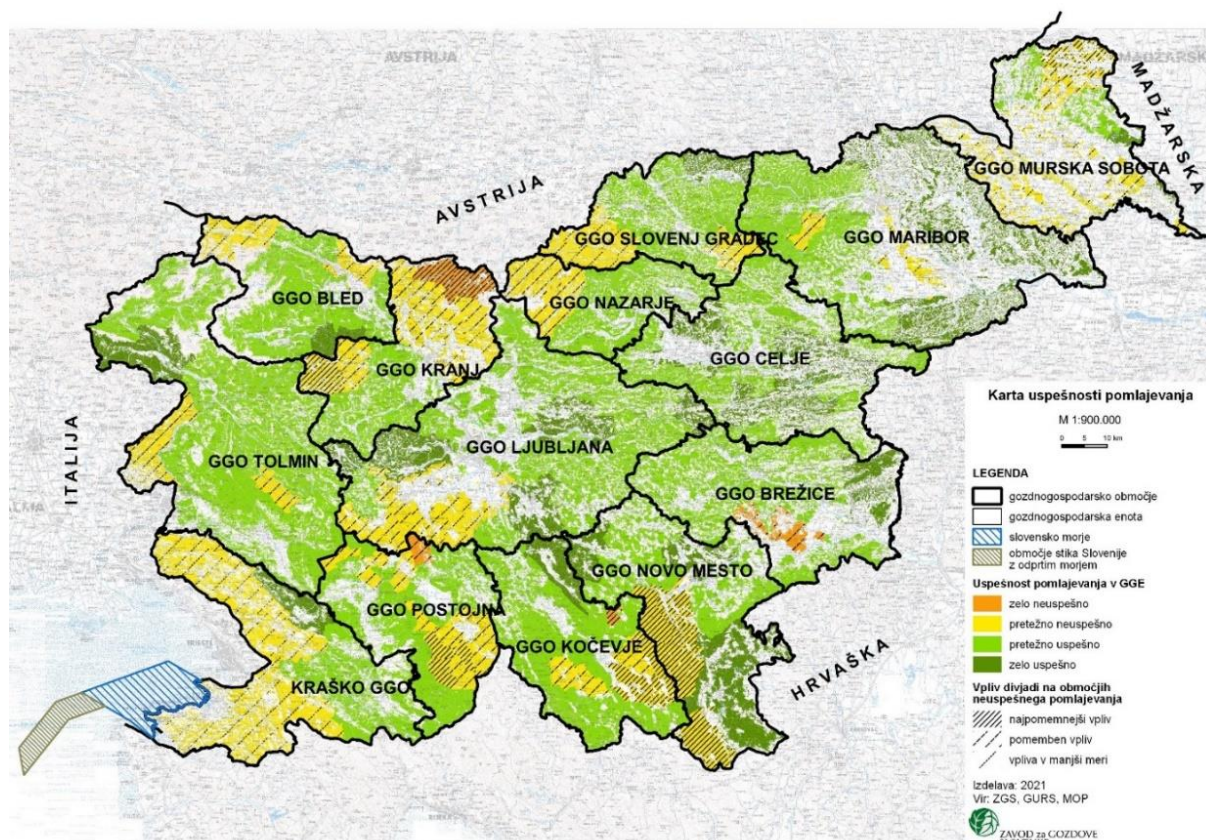 AVSTRIJA
MADŽARSK
MADŽARSKA
AVSTRIJA
GGO MURSKA SOBOTA
GGO SLOVENJ GRADEC
GGO MARIBOR
GGO BLED
GGO NAZARJE
GGO CELJE
GGO KRANJ
GGO LJUBLJANA
GGO TOLMIN
ITALIJA
GGO BREŽICE
GGO NOVO MESTO
GGO POSTOJNA
GGO KOČEVJE
KRAŠKO GGO
HRVAŠKA
Karta uspešnosti pomlajevanja
M 1:900.000
0 5 10 km
LEGENDA
gozdnogospodarsko območje
gozdnogospodarska enota
slovensko morje
območje stika Slovenije
z odprtim morjem
Uspešnost pomlajevanja v GGE
zelo neuspešno
pretežno neuspešno
pretežno uspešno
zelo uspešno
Vpliv divjadi na območjih
neuspešnega pomlajevanja
najpomemnejši vpliv
pomemben vpliv
vpliva v manjši meri
Izdelava: 2021
Vir: ZGS, GURS, MOP
ZAVOD za GOZDOVE